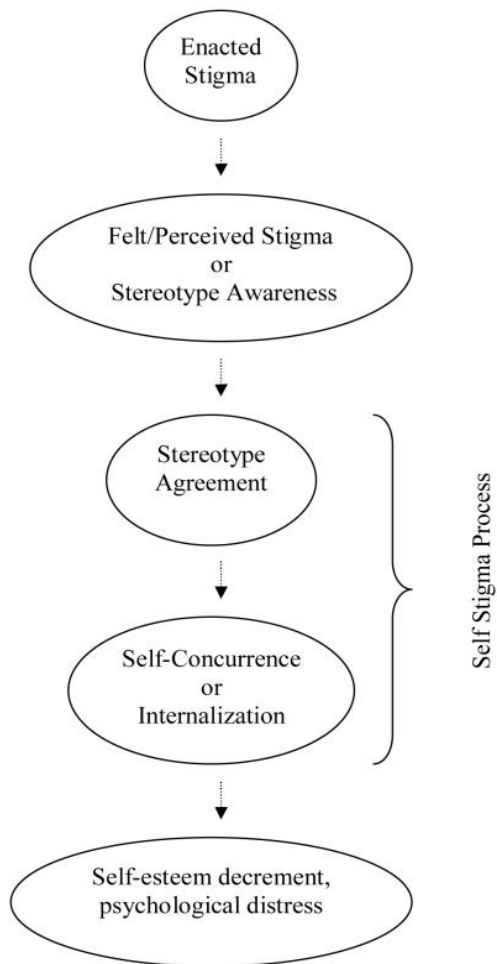 Enacted
Stigma
Felt/Perceived Stigma
or
Stereotype Awareness
Stereotype
Agreement
Self-Concurrence
or
Internalization
Self Stigma Process
Self-esteem decrement,
psychological distress